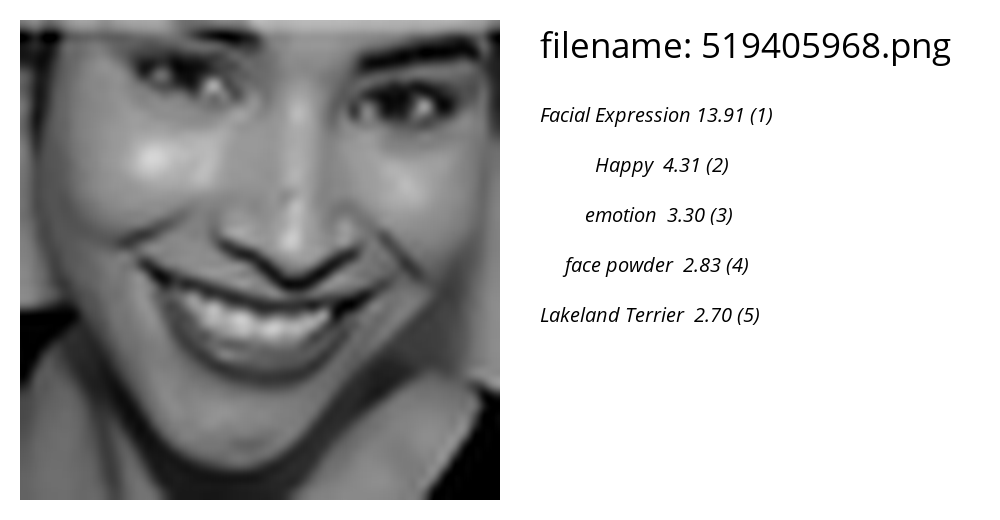 filename: 519405968.png
Facial Expression 13.91 (1)
Happy 4.31 (2)
emotion 3.30 (3)
face powder 2.83 (4)
Lakeland Terrier 2.70 (5)